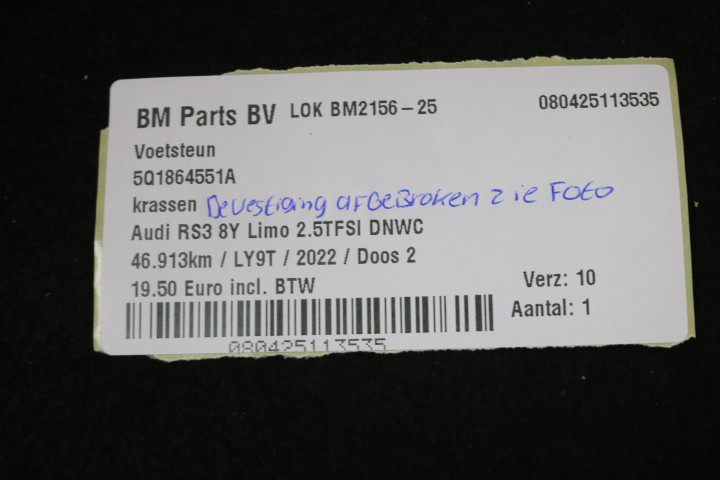 BM Parts BV LOK BM2156-25 080425113535
Voetsteun
5Q1864551A
krassen Bevestiging afgebroken zie Foto
Audi RS3 8Y Limo 2.5TFSI DNWC
46.913km / LY9T / 2022 / Doos 2
19.50 Euro incl. BTW Verz: 10
Aantal: 1
080425113535